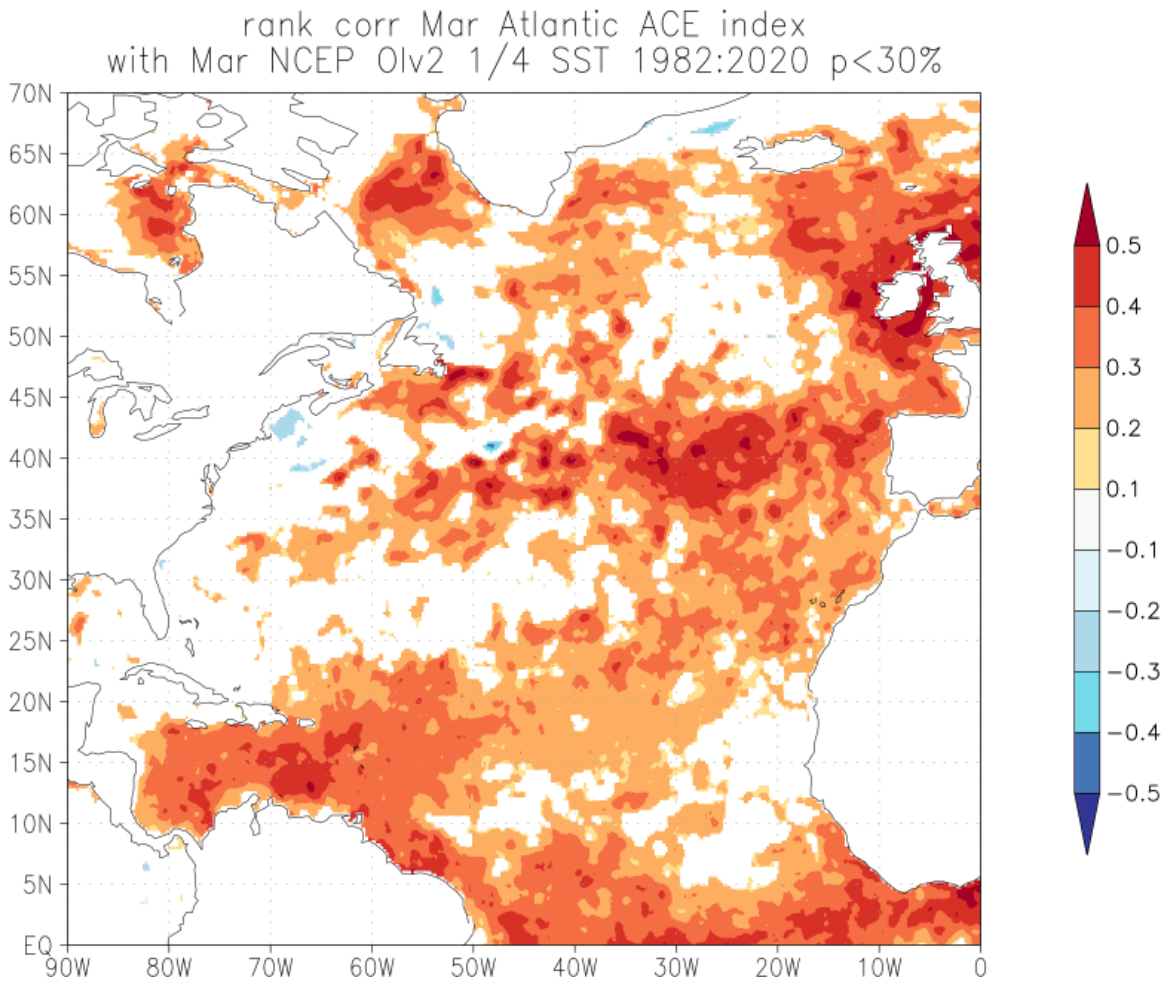 rank corr Mar Atlantic ACE index
with Mar NCEP OIv2 1/4 SST 1982:2020 p<30%
70N
65N
60N
55N
50N
45N
40N
35N
30N
25N
20N
15N
10N
5N
EQ
90W 80W 70W 60W 50W 40W 30W 20W 10W 0
0.5
0.4
0.3
0.2
0.1
−0.1
−0.2
−0.3
−0.4
−0.5